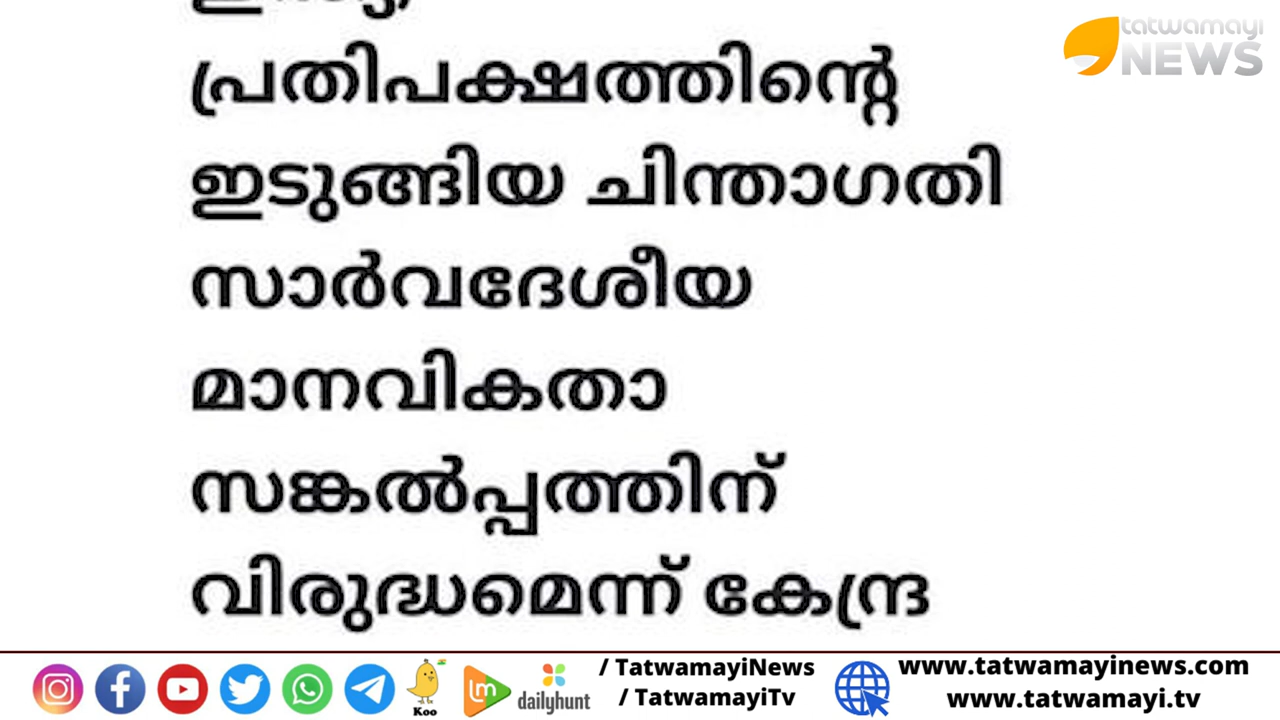 tatwamayi
NEWS
പ്രതിപക്ഷത്തിന്റെ
ഇടുങ്ങിയ ചിന്താഗതി
സാർവദേശീയ
മാനവികതാ
സങ്കൽപ്പത്തിന്
വിരുദ്ധമെന്ന് കേന്ദ്ര
Koo
dailyhunt
/ TatwamayiNews
/ TatwamayiTv
www.tatwamayinews.com
www.tatwamayi.tv